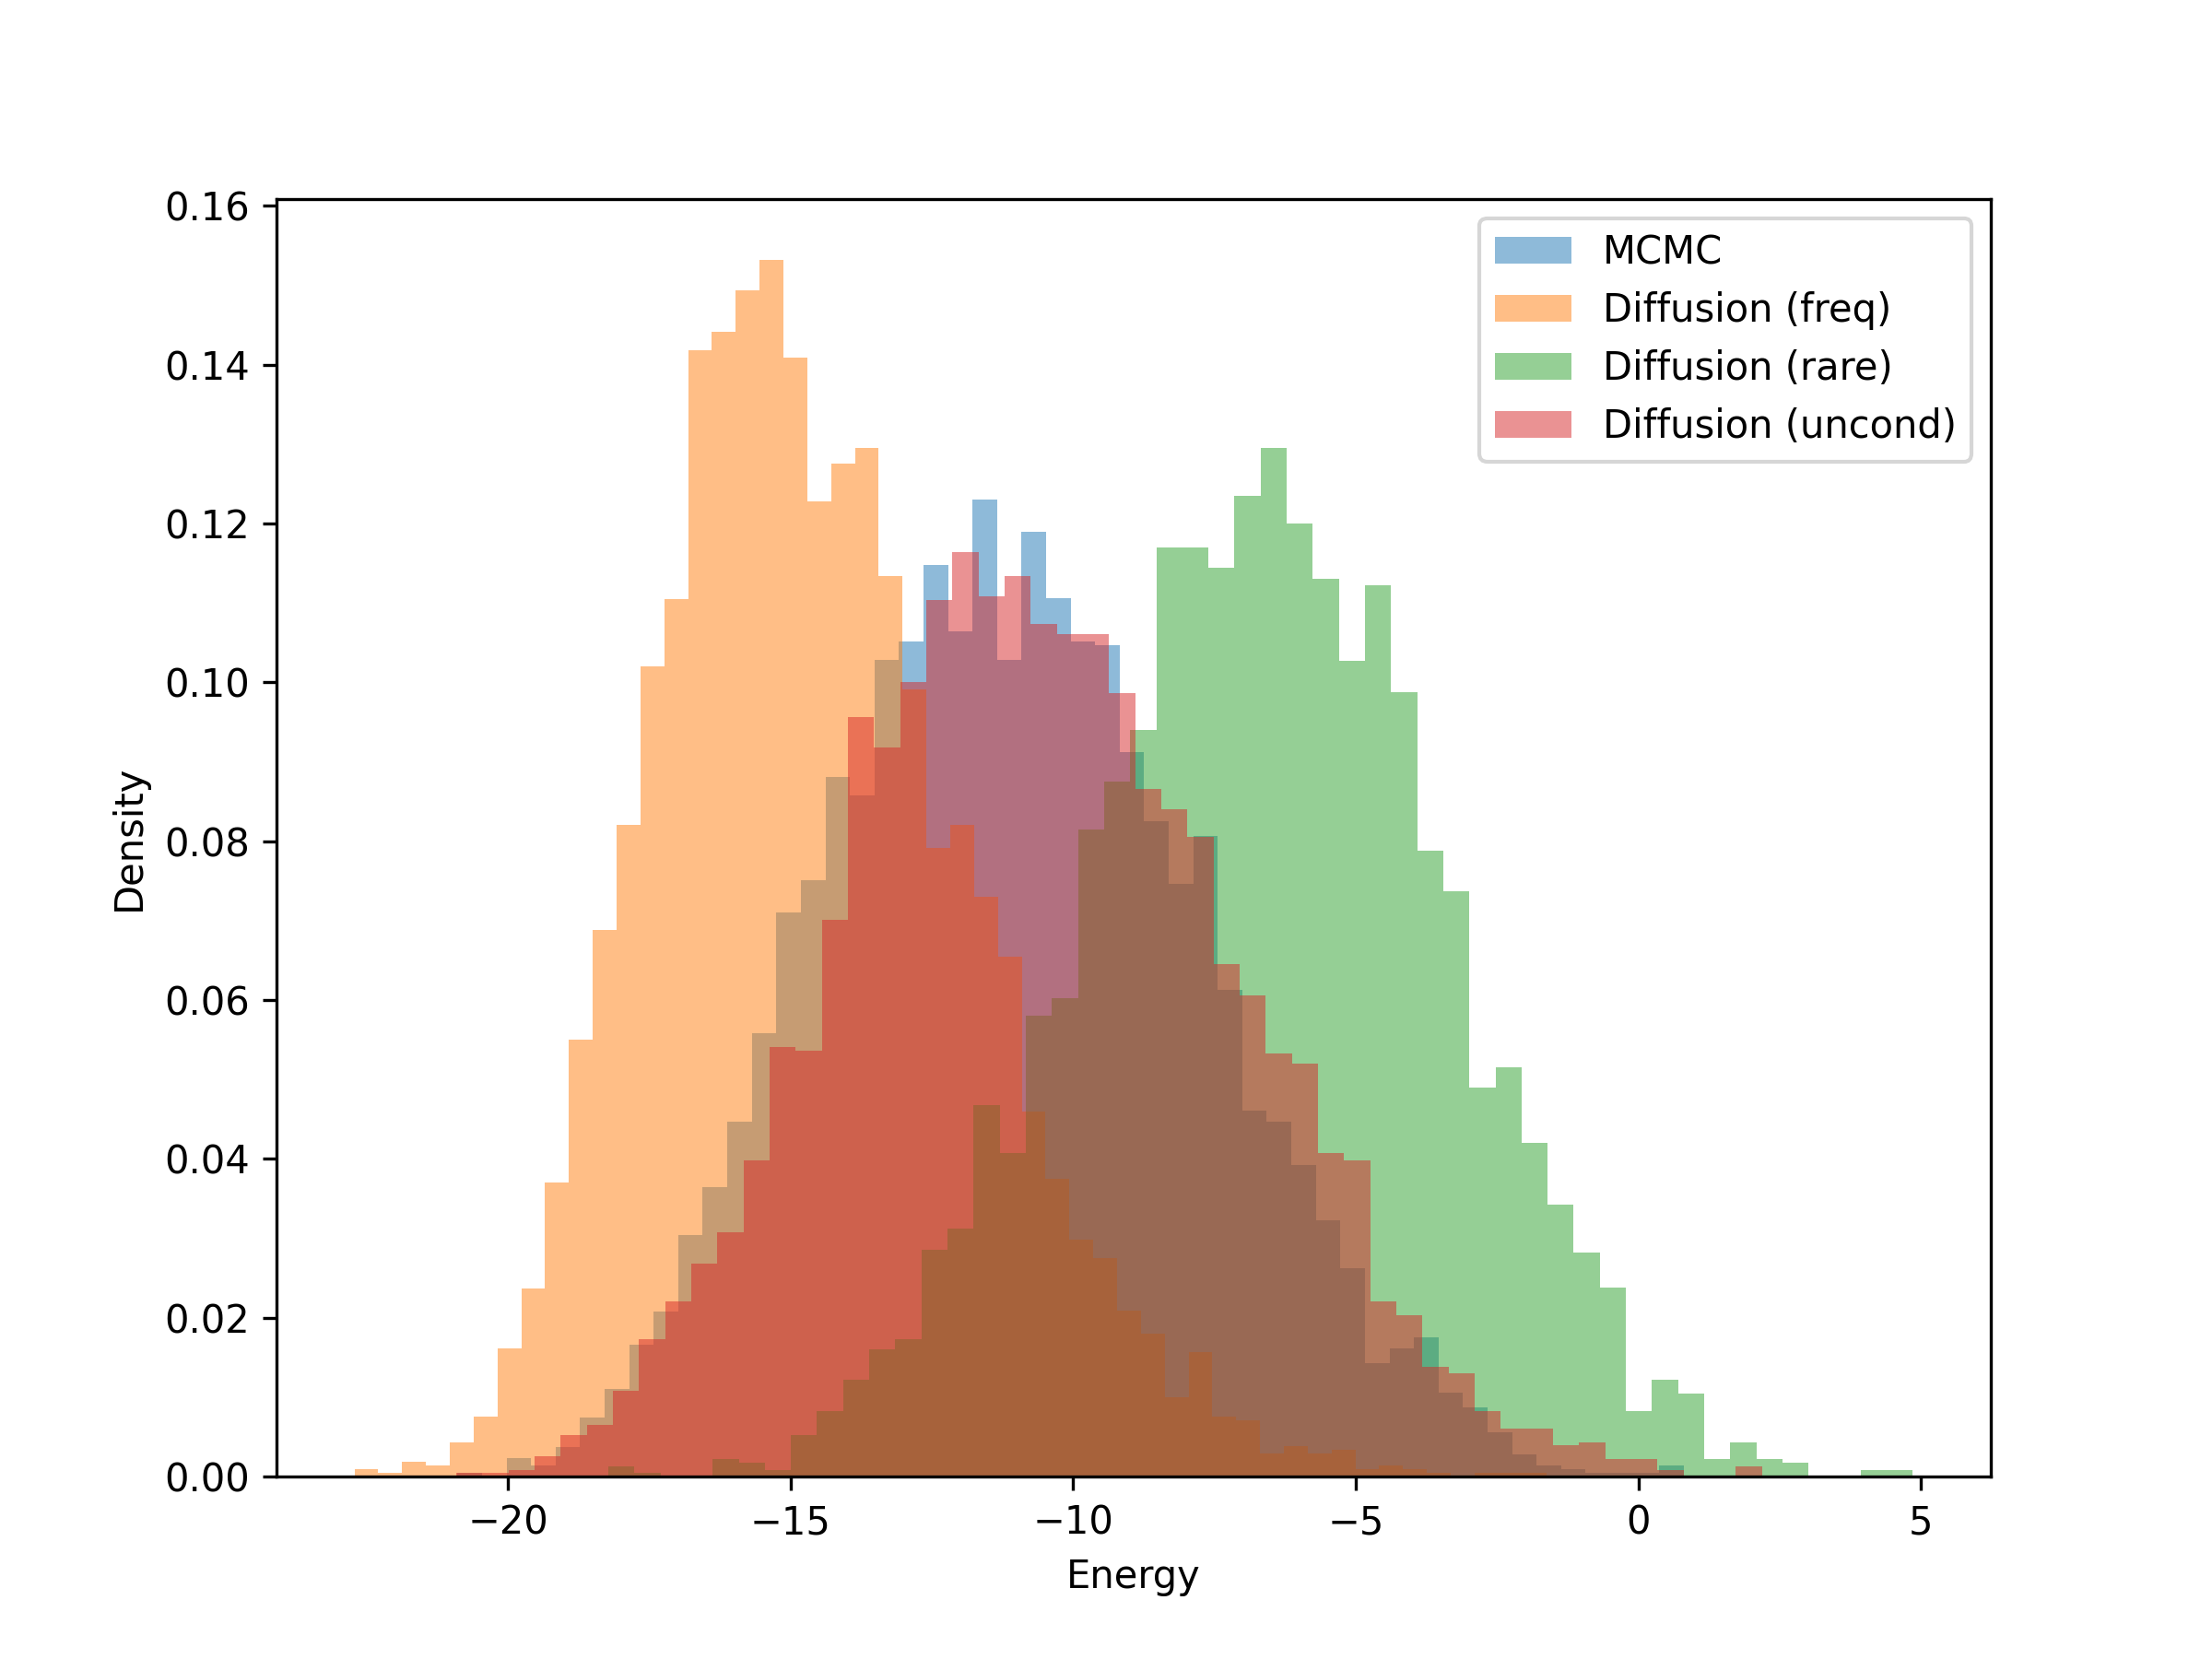 MCMC
Diffusion (freq)
Diffusion (rare)
Diffusion (uncond)
0.16
0.14
0.12
0.10
0.08
0.06
0.04
0.02
0.00
Density
−20 −15 −10 −5 0 5
Energy